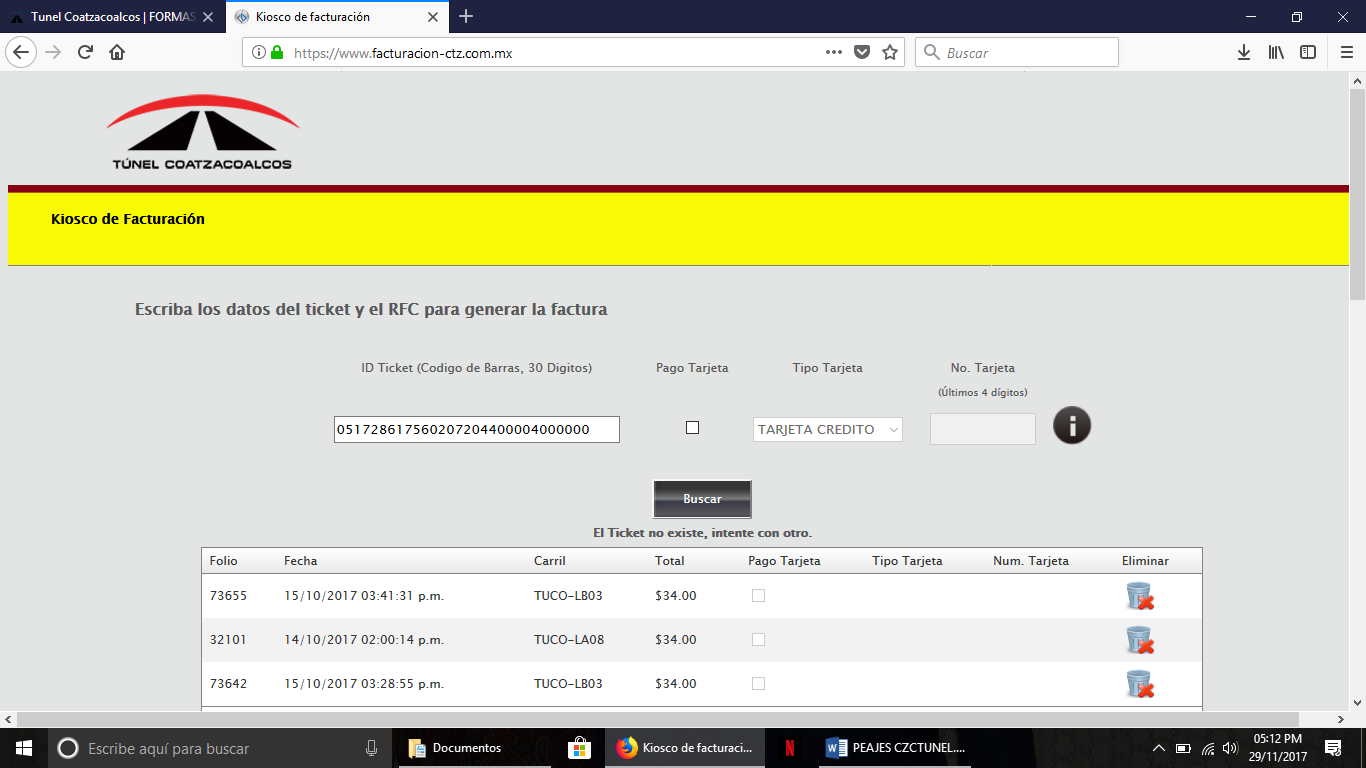 Tunel Coatzacoalcos | FORMAS
Kiosco de facturación
https://www.facturacion-ctz.com.mx
Buscar
TÚNEL COATZACOALCOS
Kiosco de Facturación
Escriba los datos del ticket y el RFC para generar la factura
ID Ticket (Codigo de Barras, 30 Digitos) Pago Tarjeta Tipo Tarjeta No. Tarjeta
(Últimos 4 dígitos)
051728617560207204400004000000 TARJETA CREDITO
Buscar
El Ticket no existe, intente con otro.
Folio Fecha Carril Total Pago Tarjeta Tipo Tarjeta Num. Tarjeta Eliminar
73655 15/10/2017 03:41:31 p.m. TUCO-LB03 $34.00
32101 14/10/2017 02:00:14 p.m. TUCO-LA08 $34.00
73642 15/10/2017 03:28:55 p.m. TUCO-LB03 $34.00
Escribe aquí para buscar
Documentos
Kiosco de facturaci...
PEAJES CZCTUNEL....
05:12 PM
29/11/2017